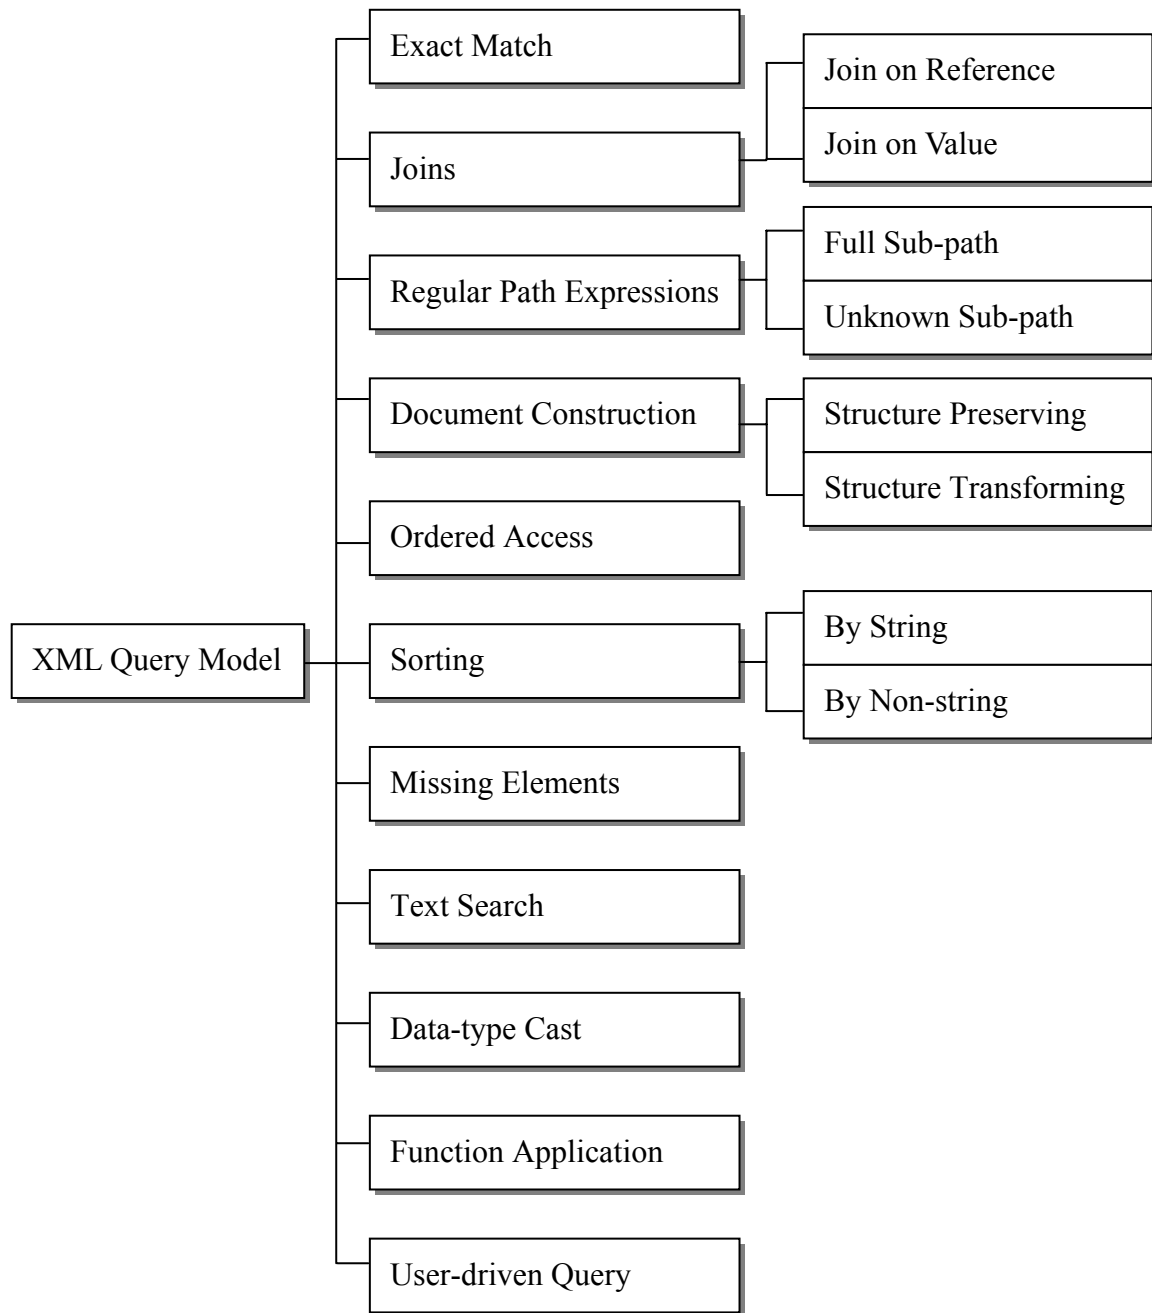 XML Query Model
Exact Match
Joins
Join on Reference
Join on Value
Regular Path Expressions
Full Sub-path
Unknown Sub-path
Document Construction
Structure Preserving
Structure Transforming
Ordered Access
Sorting
By String
By Non-string
Missing Elements
Text Search
Data-type Cast
Function Application
User-driven Query